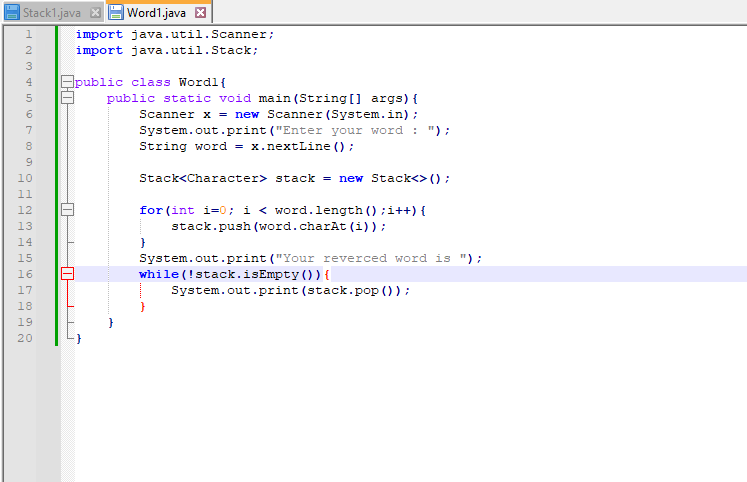 Stack1.java Word1.java
1 import java.util.Scanner;
2 import java.util.Stack;
3
4 public class Word1{
5 public static void main(String[] args){
6 Scanner x = new Scanner(System.in);
7 System.out.print("Enter your word : ");
8 String word = x.nextLine();
9
10 Stack<Character> stack = new Stack<>();
11
12 for(int i=0; i < word.length();i++){
13 stack.push(word.charAt(i));
14 }
15 System.out.print("Your reverced word is ");
16 while(!stack.isEmpty()){
17 System.out.print(stack.pop());
18 }
19 }
20 }